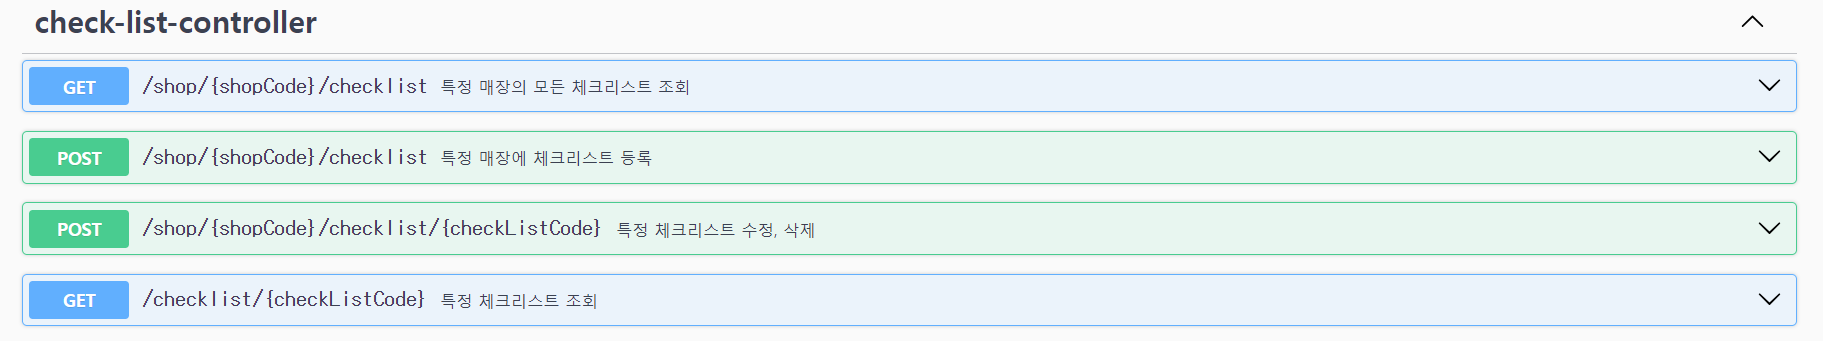 check-list-controller
GET /shop/{shopCode}/checklist 특정 매장의 모든 체크리스트 조회
POST /shop/{shopCode}/checklist 특정 매장에 체크리스트 등록
POST /shop/{shopCode}/checklist/{checkListCode} 특정 체크리스트 수정, 삭제
GET /checklist/{checkListCode} 특정 체크리스트 조회